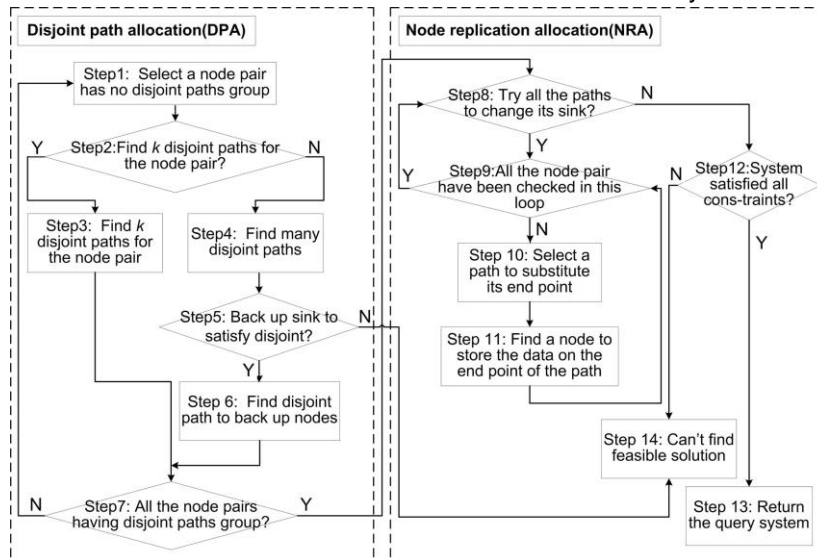 Disjoint path allocation(DPA)
Step1: Select a node pair
has no disjoint paths
group
Y
N
Step2:Find k disjoint paths for
the node pair?
Step3: Find k
disjoint paths for
the node pair
Step4: Find many
disjoint paths
Step5: Back up sink to
satisfy disjoint?
N
Y
Step 6: Find disjoint
path to back up nodes
N
Step7: All the node pairs
having disjoint paths group?
Y
Node replication allocation(NRA)
Step8: Try all the paths
to change its sink?
N
Y
Step9:All the node pair
have been checked in this
loop
Y
N
Step 10: Select a
path to substitute
its end point
Step 11: Find a node to
store the data on the
end point of the path
N
Step12:System
satisfied all
cons-traints?
Y
Step 14: Can't find
feasible solution
Step 13: Return
the query system